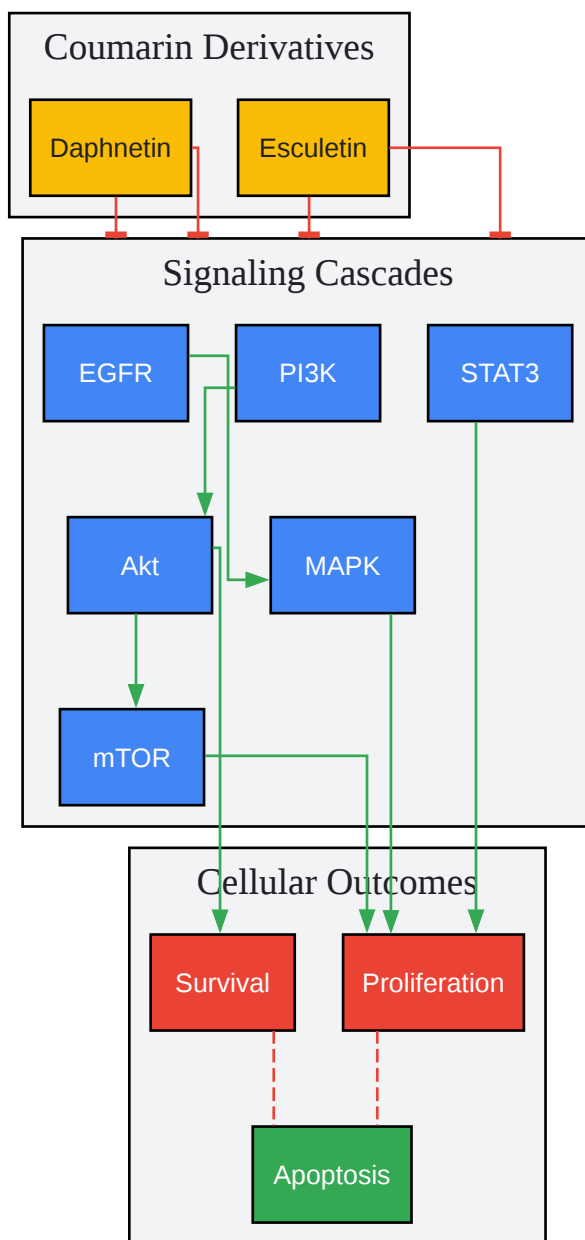 Coumarin Derivatives
Daphnetin
Esculetin
Signaling Cascades
EGFR
PI3K
STAT3
Akt
MAPK
mTOR
Cellular Outcomes
Survival
Proliferation
Apoptosis